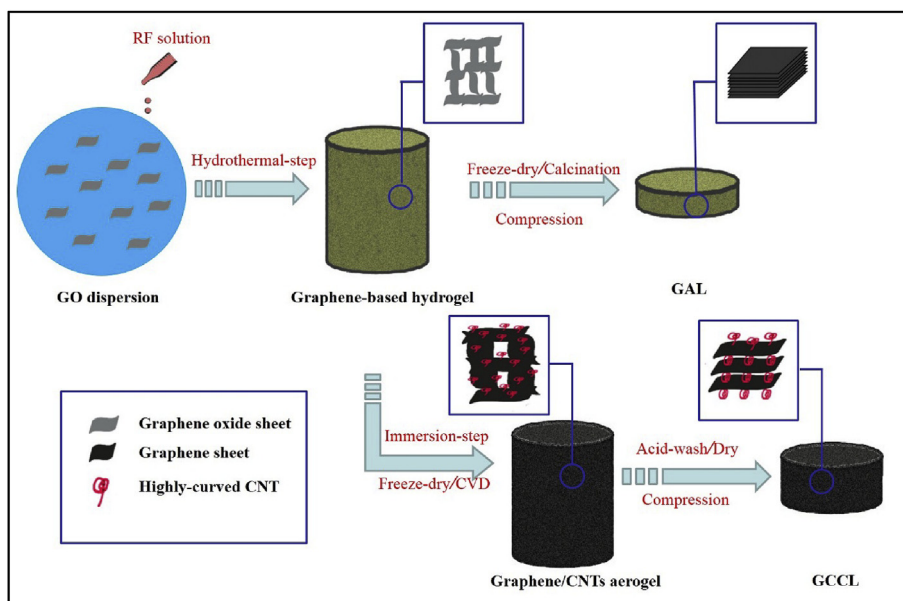 RF solution
Hydrothermal-step
Freeze-dry/Calcination
Compression
GO dispersion
Graphene-based hydrogel
GAL
Graphene oxide sheet
Graphene sheet
Highly-curved CNT
Immersion-step
Freeze-dry/CVD
Acid-wash/Dry
Compression
Graphene/CNTs aerogel
GCCL